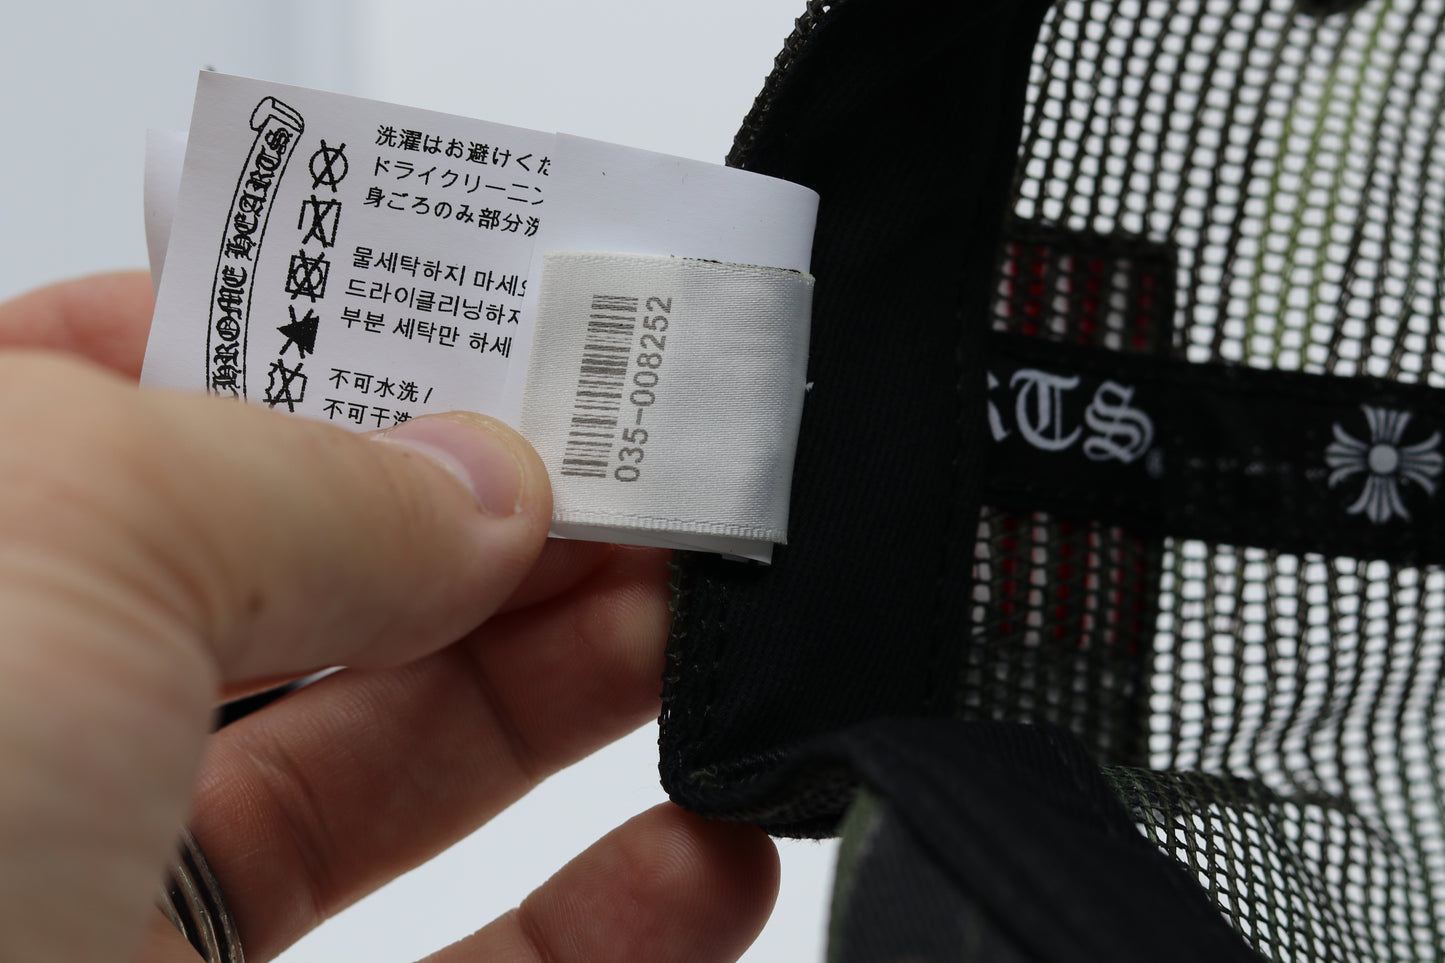 CHROME HEARTS
洗濯はお避けくだ
ドライクリーニン
身ごろのみ部分洗
물세탁하지 마세요
드라이클리닝하지
부분 세탁만 하세
不可水洗 /
不可干洗
035-008252
RTS